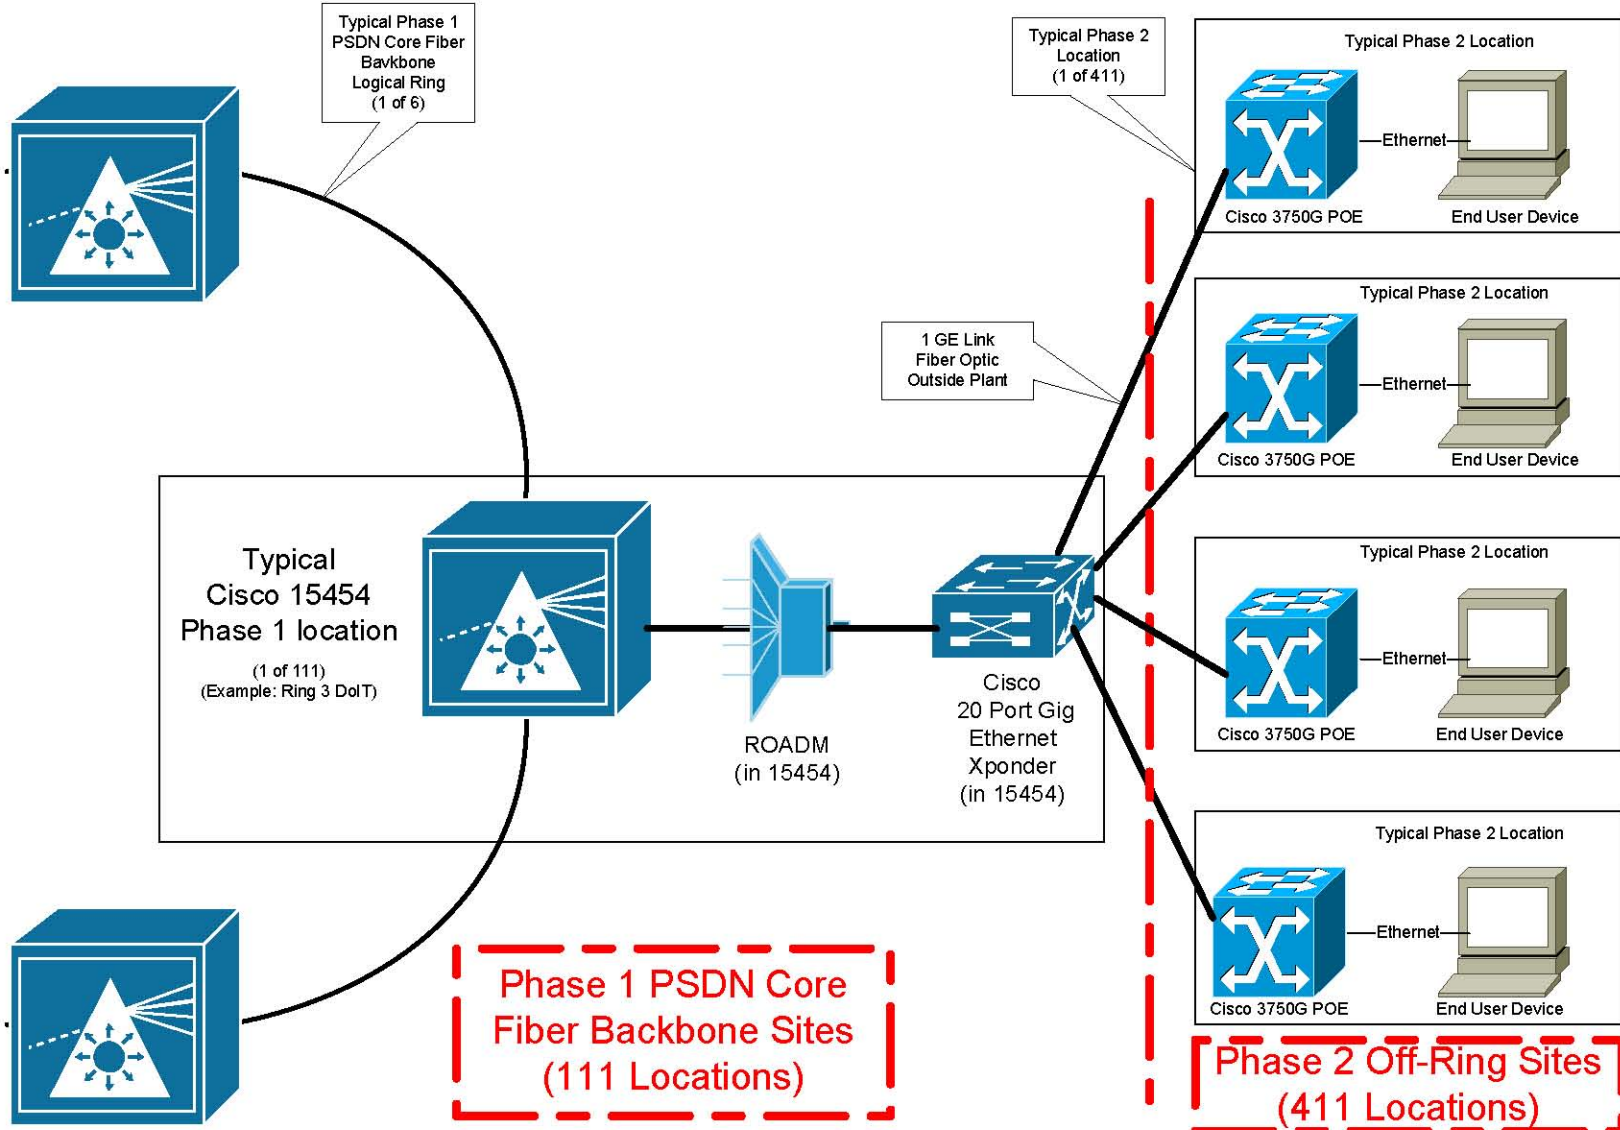 Typical Phase 1
PSDN Core Fiber
Bavkbone
Logical Ring
(1 of 6)
Typical Phase 2
Location
(1 of 411)
Typical Phase 2 Location
Ethernet
Cisco 3750G POE
End User Device
1 GE Link
Fiber Optic
Outside Plant
Typical Phase 2 Location
Ethernet
Cisco 3750G POE
End User Device
Typical
Cisco 15454
Phase 1 location
(1 of 111)
(Example: Ring 3 DoIT)
ROADM
(in 15454)
Cisco
20 Port Gig
Ethernet
Xponder
(in 15454)
Typical Phase 2 Location
Ethernet
Cisco 3750G POE
End User Device
Typical Phase 2 Location
Ethernet
Cisco 3750G POE
End User Device
Phase 1 PSDN Core
Fiber Backbone Sites
(111 Locations)
Phase 2 Off-Ring Sites
(411 Locations)